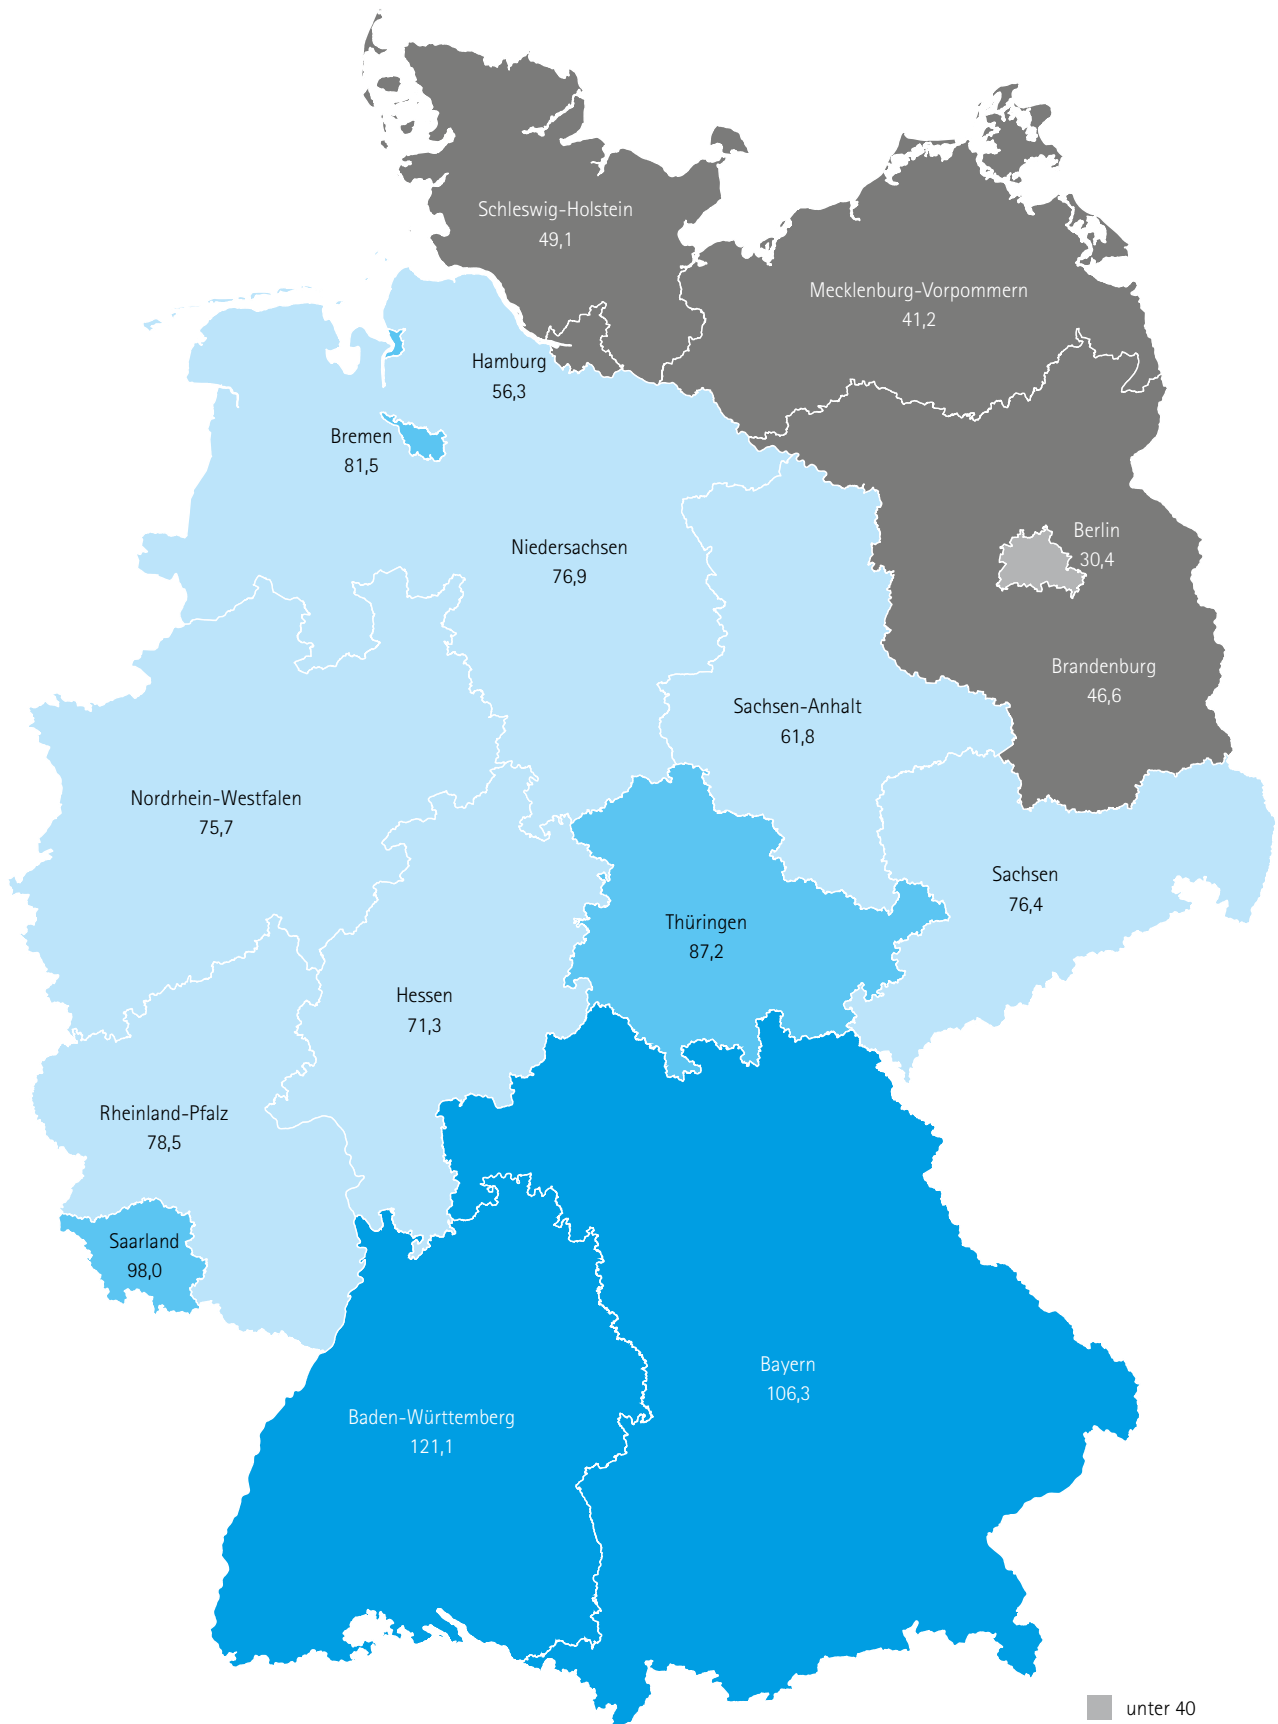 Schleswig-Holstein
49,1
Mecklenburg-Vorpommern
41,2
Hamburg
56,3
Bremen
81,5
Berlin
30,4
Niedersachsen
76,9
Brandenburg
46,6
Sachsen-Anhalt
61,8
Nordrhein-Westfalen
75,7
Sachsen
76,4
Thüringen
87,2
Hessen
71,3
Rheinland-Pfalz
78,5
Saarland
98,0
Bayern
106,3
Baden-Württemberg
121,1
unter 40